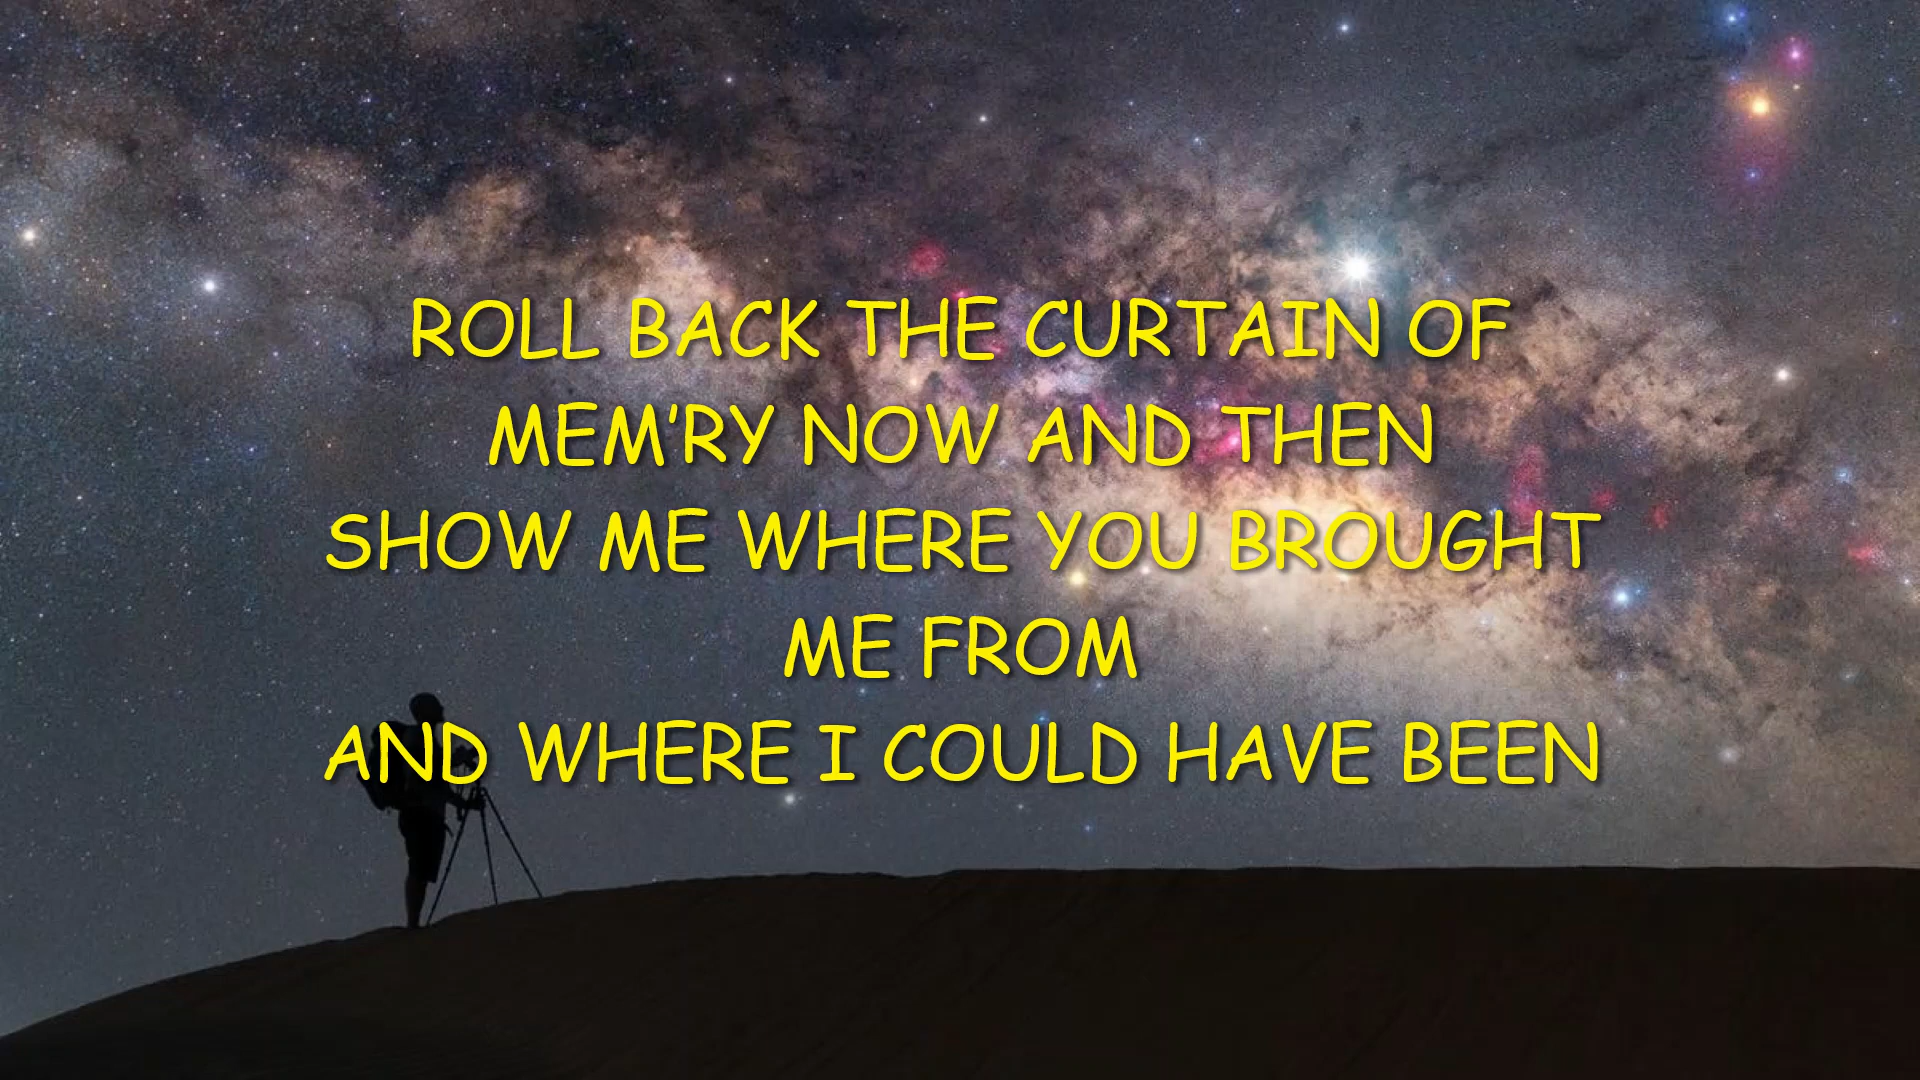 ROLL BACK THE CURTAIN OF
MEM'RY NOW AND THEN
SHOW ME WHERE YOU BROUGHT
ME FROM
AND WHERE I COULD HAVE BEEN